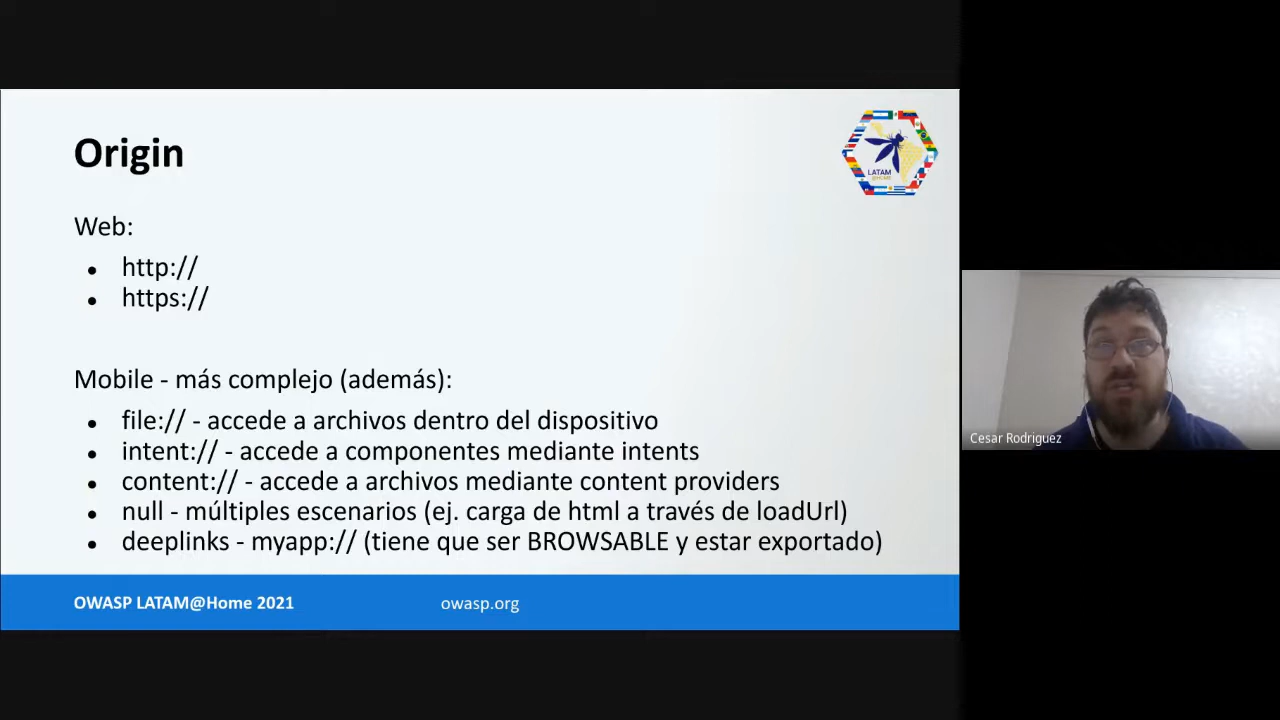 Origin
LATAM
@HOME
Web:
http://
https://
Mobile - más complejo (además):
file:// - accede a archivos dentro del dispositivo
intent:// - accede a componentes mediante intents
content:// - accede a archivos mediante content providers
null - múltiples escenarios (ej. carga de html a través de loadUrl)
deeplinks - myapp:// (tiene que ser BROWSABLE y estar exportado)
OWASP LATAM@Home 2021
owasp.org
Cesar Rodriguez